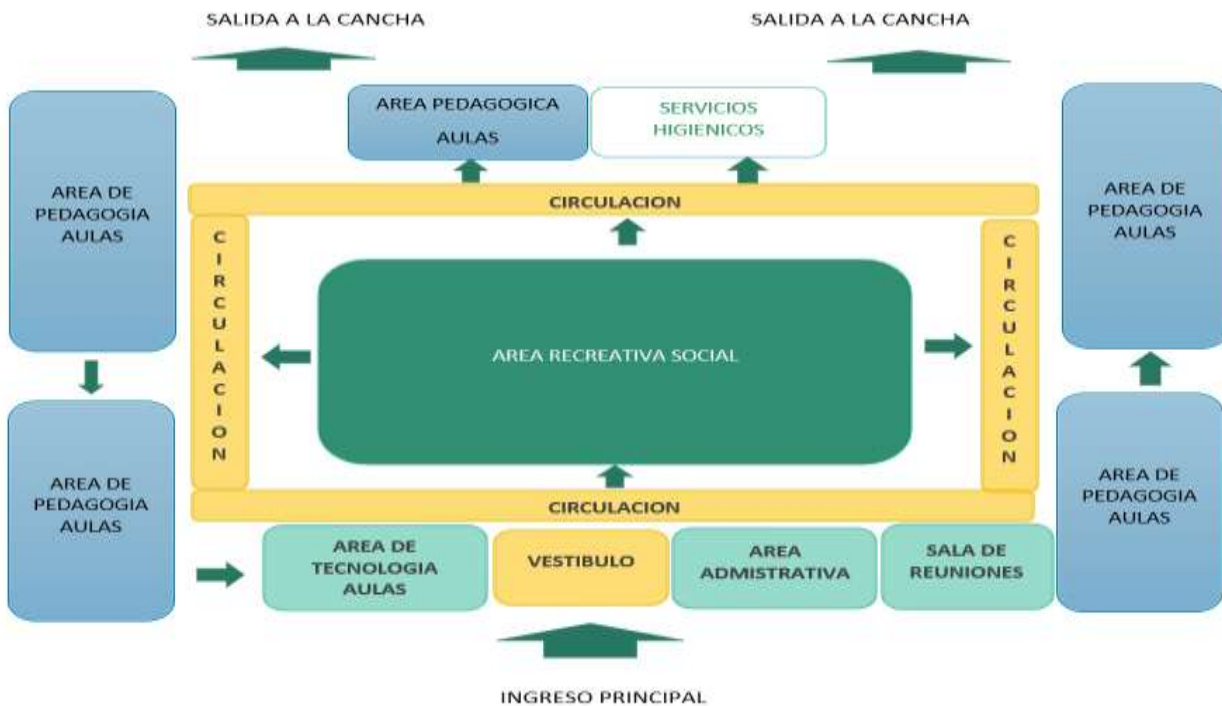 SALIDA A LA CANCHA
SALIDA A LA CANCHA
AREA PEDAGOGICA
AULAS
SERVICIOS
HIGIENICOS
AREA DE
PEDAGOGIA
AULAS
AREA DE
PEDAGOGIA
AULAS
CIRCULACION
CIRCULACION
CIRCULACION
AREA RECREATIVA SOCIAL
AREA DE
PEDAGOGIA
AULAS
AREA DE
PEDAGOGIA
AULAS
CIRCULACION
AREA DE
TECNOLOGIA
AULAS
VESTIBULO
AREA
ADMISTRATIVA
SALA DE
REUNIONES
INGRESO PRINCIPAL